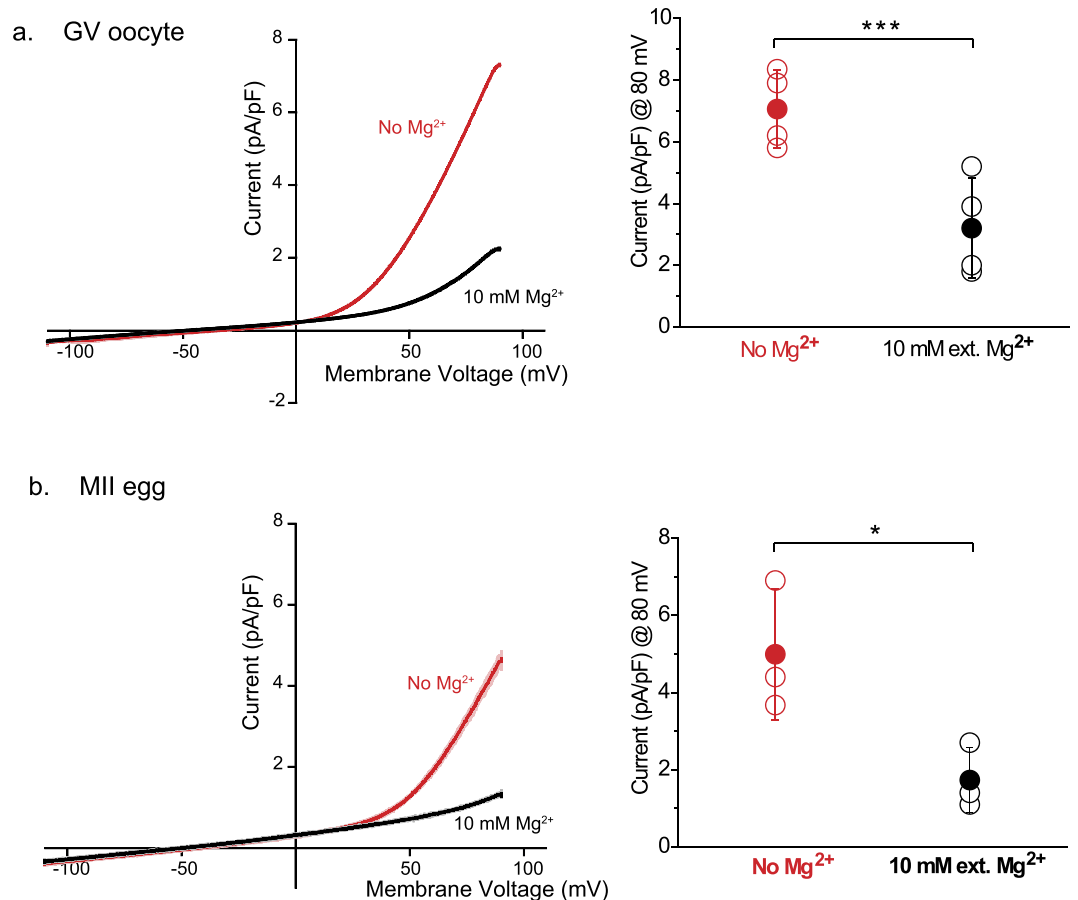 a. GV oocyte
Current (pA/pF)
8
6
4
2
-2
-100
-50
50
100
No Mg²⁺
10 mM Mg²⁺
Membrane Voltage (mV)
Current (pA/pF) @ 80 mV
10
8
6
4
2
0
***
No Mg²⁺
10 mM ext. Mg²⁺
b. MII egg
Current (pA/pF)
8
6
4
2
-100
-50
50
100
No Mg²⁺
10 mM Mg²⁺
Membrane Voltage (mV)
Current (pA/pF) @ 80 mV
8
6
4
2
0
*
No Mg²⁺
10 mM ext. Mg²⁺